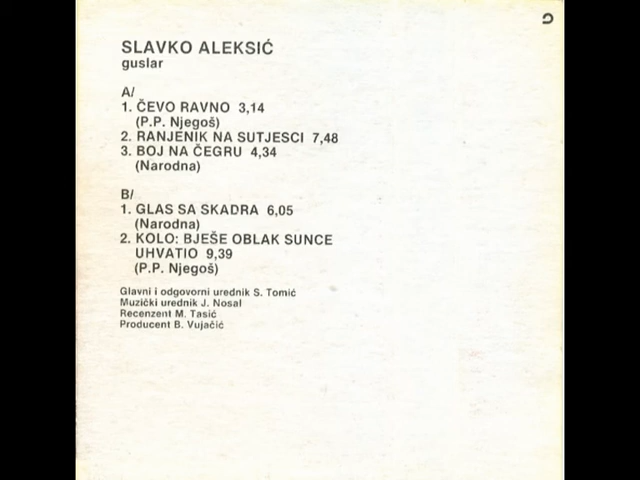 SLAVKO ALEKSIĆ
guslar
A/
1. ČEVO RAVNO 3,14
(P.P. Njegoš)
2. RANJENIK NA SUTJESCI 7,48
3. BOJ NA ČEGRU 4,34
(Narodna)
B/
1. GLAS SA SKADRA 6,05
(Narodna)
2. KOLO: BJEŠE OBLAK SUNCE
UHVATIO 9,39
(P.P. Njegoš)
Glavni i odgovorni urednik S. Tomić
Muzički urednik J. Nosal
Recenzent M. Tasić
Producent B. Vujačić